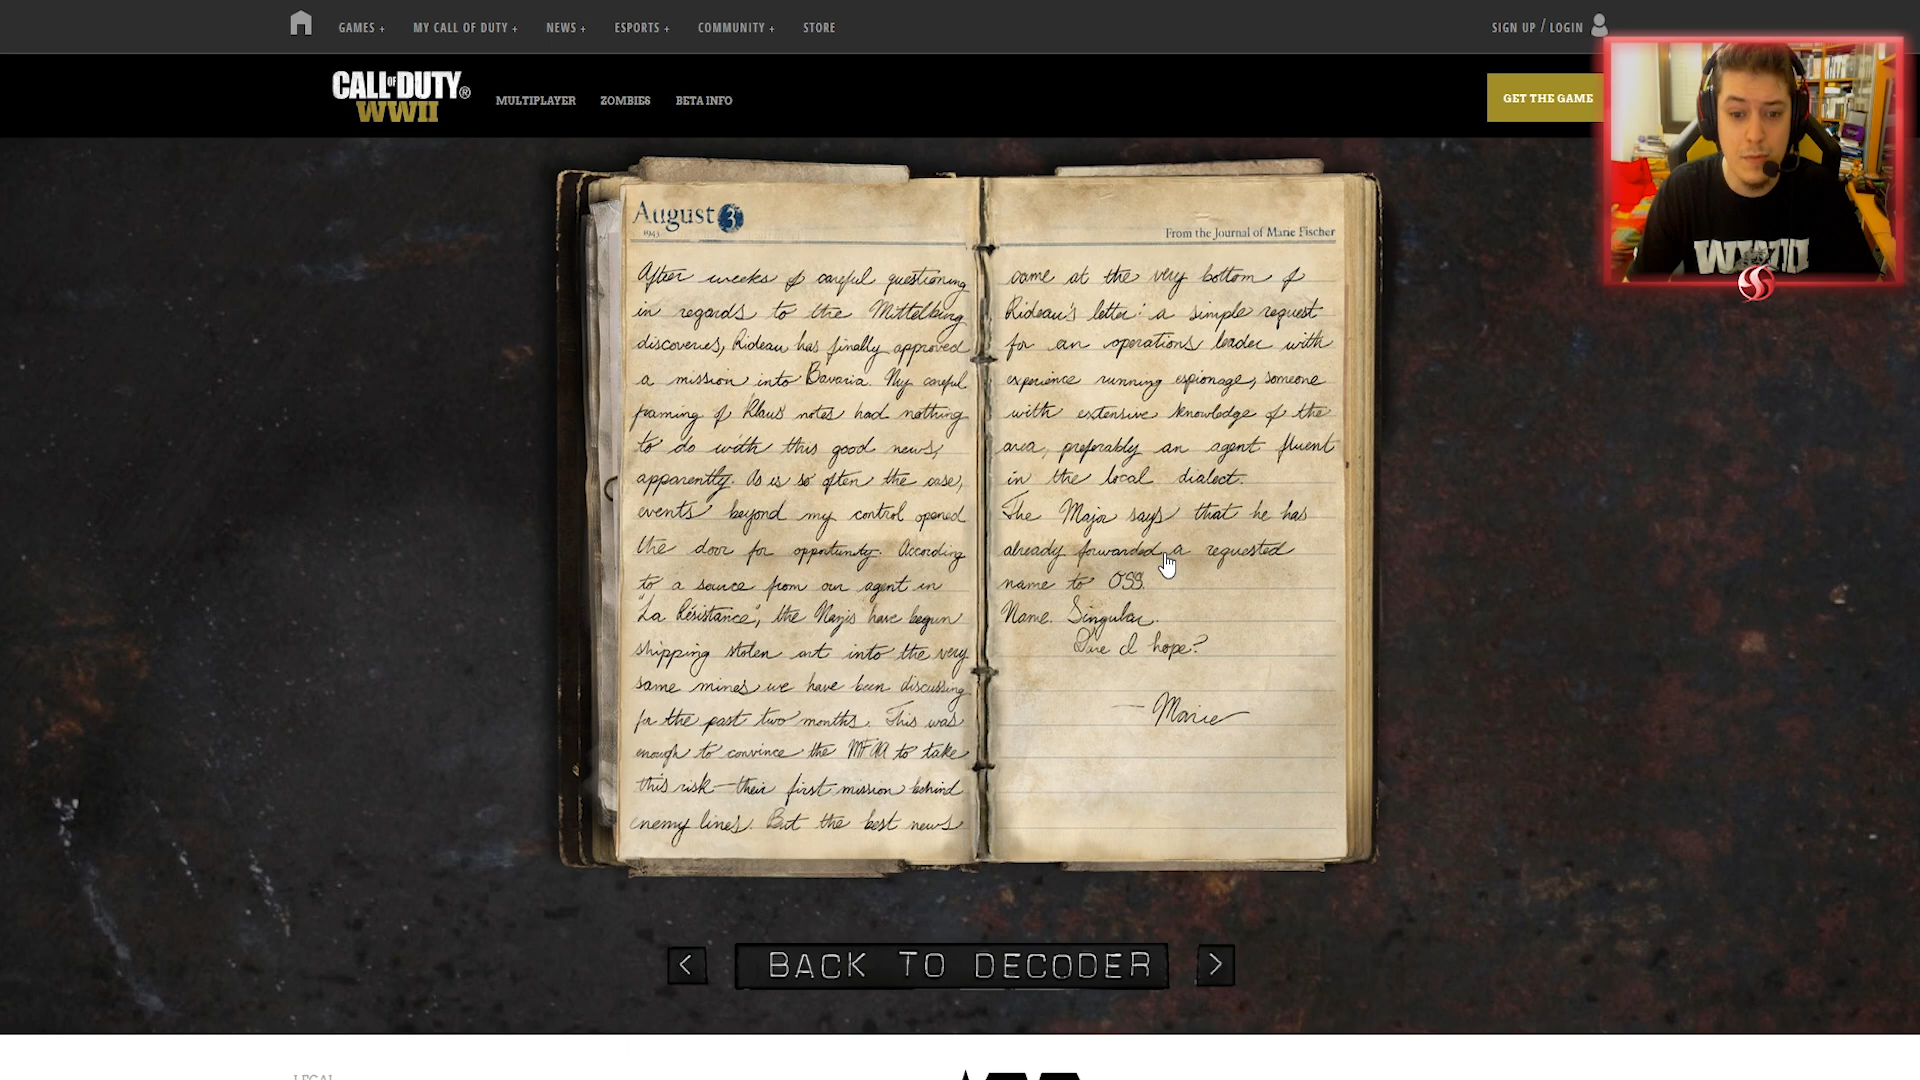 GAMES +
MY CALL OF DUTY +
NEWS +
ESPORTS +
COMMUNITY +
STORE
SIGN UP / LOGIN
CALL OF DUTY®
WWII
MULTIPLAYER
ZOMBIES
BETA INFO
GET THE GAME
WWII
August 3
1943
After weeks of careful questioning
in regards to the Mittelburg
discoveries, Rideau has finally approved
a mission into Bavaria. My careful
framing of Klaus' notes had nothing
to do with this good news,
apparently. As is so often the case,
events beyond my control opened
the door for opportunity. According
to a source from our agent in
"La Résistance", the Nazis have begun
shipping stolen art into the very
same mines we have been discussing
for the past two months. This was
enough to convince the MFAA to take
this risk—their first mission behind
enemy lines. But the best news
From the Journal of Marie Fischer
came at the very bottom of
Rideau's letter: a simple request
for an operations leader with
experience running espionage, someone
with extensive knowledge of the
area, preferably an agent fluent
in the local dialect.
The Major says that he has
already forwarded a requested
name to OSS.
Name. Singular.
Dare I hope?
— Marie
< BACK TO DECODER >
LEGAL